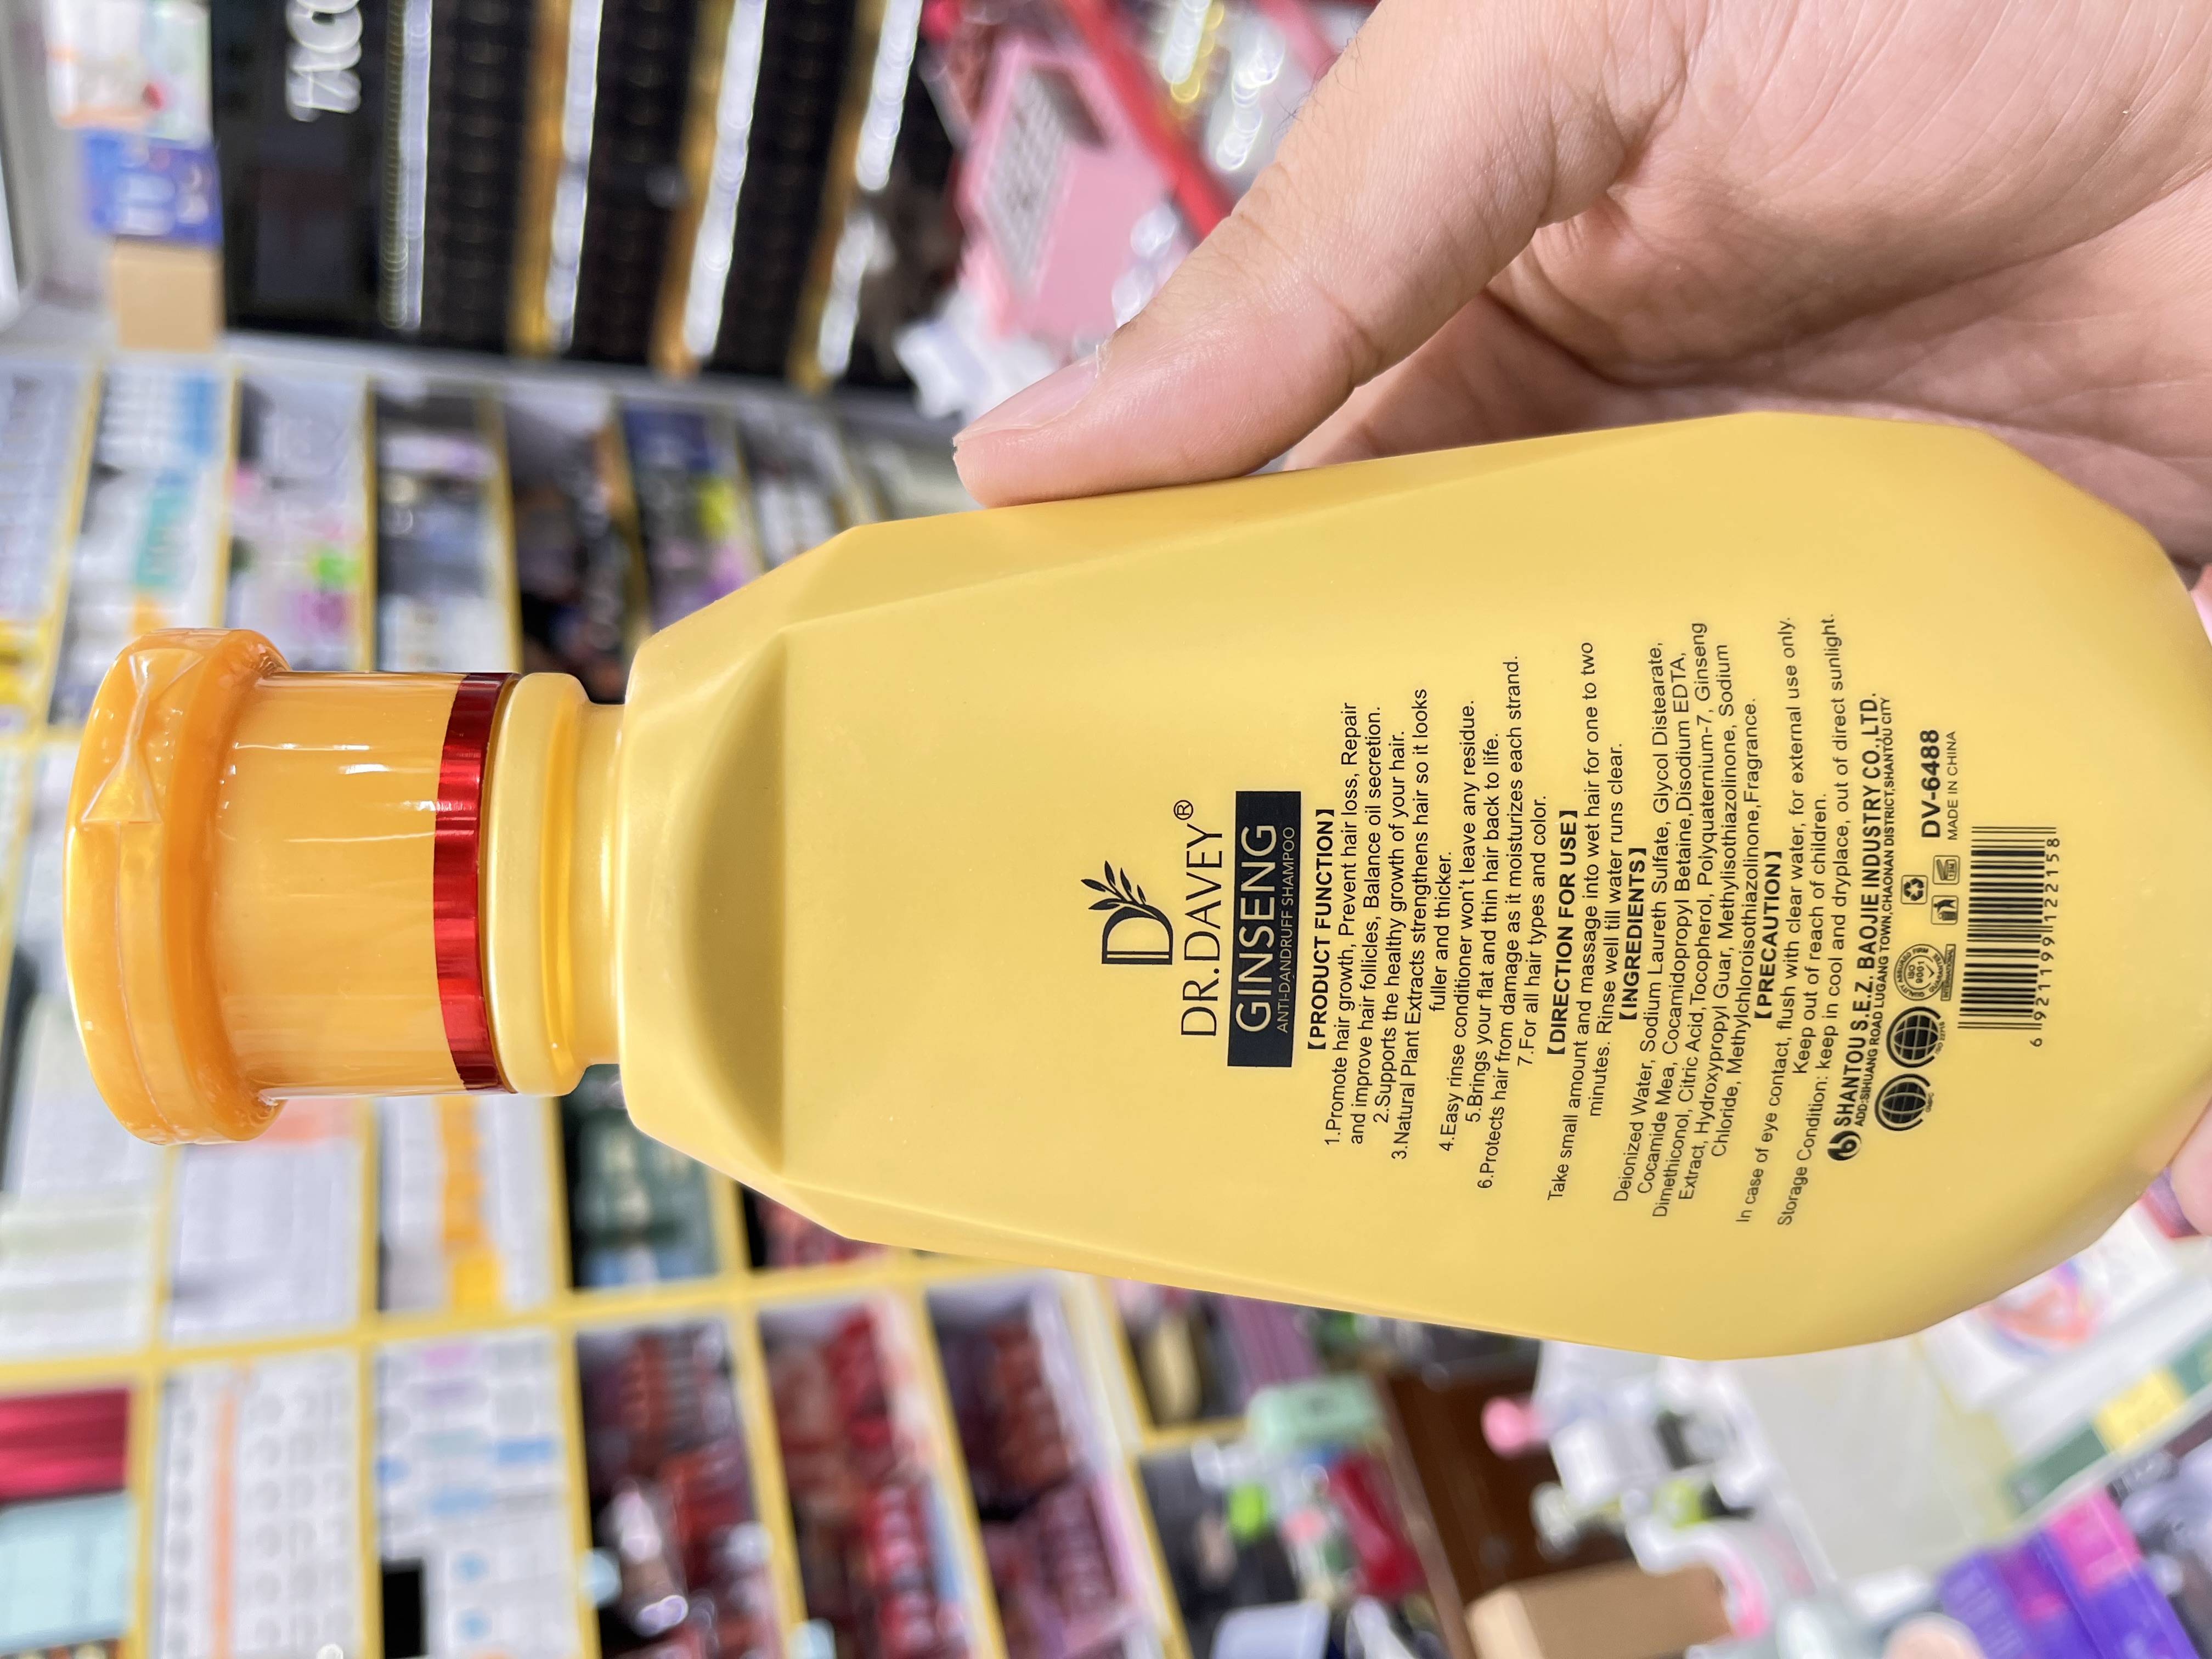 DR.DAVEY®
GINSENG
ANTI-DANDRUFF SHAMPOO
【PRODUCT FUNCTION】
1.Promote hair growth, Prevent hair loss, Repair
and improve hair follicles, Balance oil secretion.
2.Supports the healthy growth of your hair.
3.Natural Plant Extracts strengthens hair so it looks
fuller and thicker.
4.Easy rinse conditioner won't leave any residue.
5.Brings your flat and thin hair back to life.
6.Protects hair from damage as it moisturizes each strand.
7.For all hair types and color.
【DIRECTION FOR USE】
Take small amount and massage into wet hair for one to two
minutes. Rinse well till water runs clear.
【INGREDIENTS】
Deionized Water, Sodium Laureth Sulfate, Glycol Distearate,
Cocamide Mea, Cocamidopropyl Betaine,Disodium EDTA,
Dimethiconol, Citric Acid,Tocopherol, Polyquaternium-7, Ginseng
Extract, Hydroxypropyl Guar, Methylisothiazolinone, Sodium
Chloride, Methylchloroisothiazolinone,Fragrance.
【PRECAUTION】
In case of eye contact, flush with clear water, for external use only.
Keep out of reach of children.
Storage Condition: keep in cool and dryplace, out of direct sunlight.
SHANTOU S.E.Z. BAOJIE INDUSTRY CO.,LTD.
ADD:SIHUANG ROAD LUGANG TOWN,CHAONAN DISTRICT,SHANTOU CITY
DV-6488
MADE IN CHINA
6 921199 122158